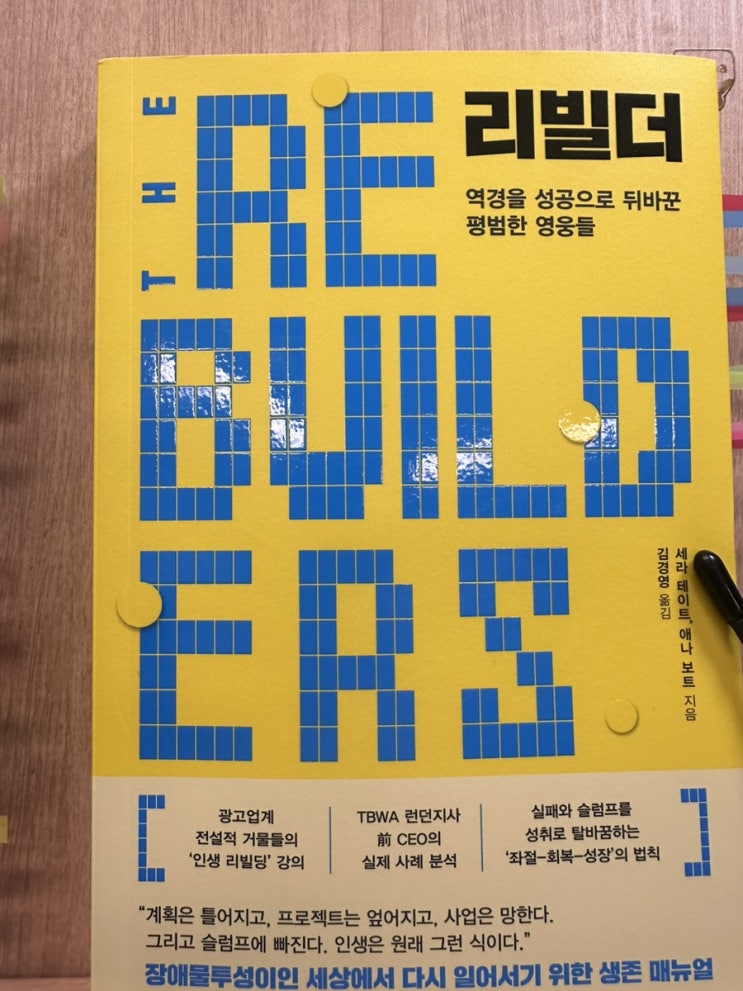 THE
RE
BUILD
ERS
리빌더
역경을 성공으로 뒤바꾼
평범한 영웅들
세라 테이트, 애나 보트 지음
김경영 옮김
광고업계
전설적 거물들의
‘인생 리빌딩’ 강의
TBWA 런던지사
前 CEO의
실제 사례 분석
실패와 슬럼프를
성취로 탈바꿈하는
‘좌절–회복–성장’의 법칙
“계획은 틀어지고, 프로젝트는 엎어지고, 사업은 망한다.
그리고 슬럼프에 빠진다. 인생은 원래 그런 식이다.”
장애물투성이인 세상에서 다시 일어서기 위한 생존 매뉴얼